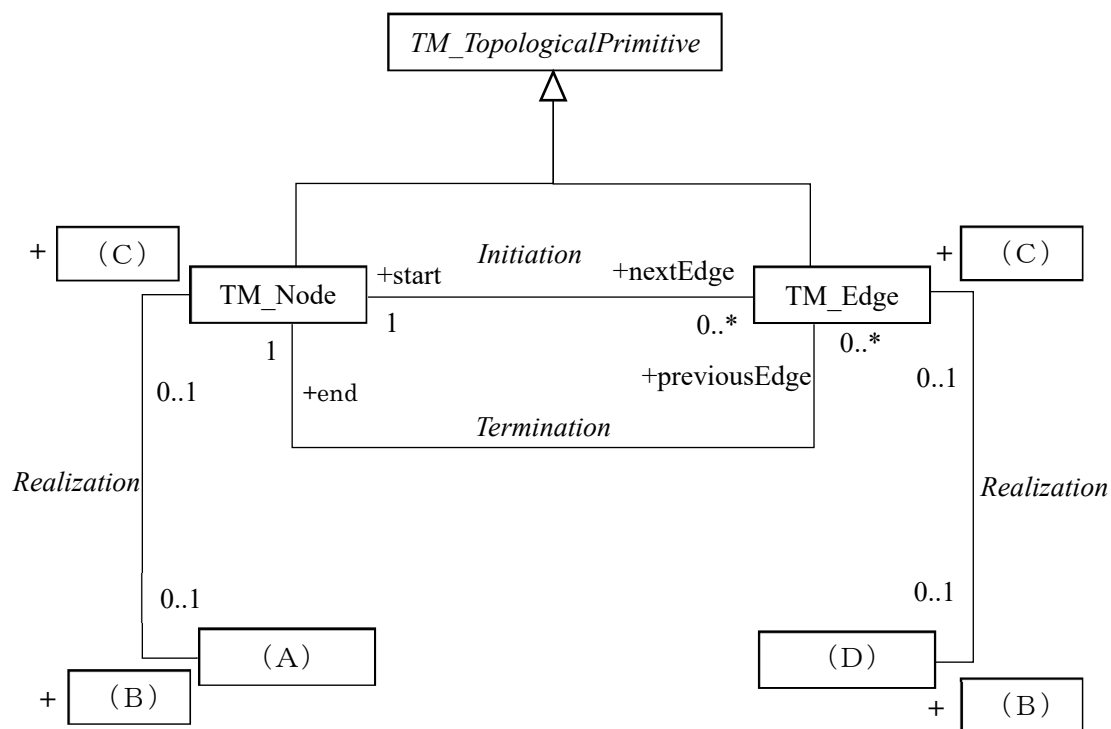 TM_TopologicalPrimitive
+ （C）
Initiation
+ （C）
TM_Node
+start
+nextEdge
TM_Edge
1
1
0..*
0..*
0..1
+end
+previousEdge
0..1
Termination
Realization
Realization
0..1
0..1
（A）
（D）
+ （B）
+ （B）